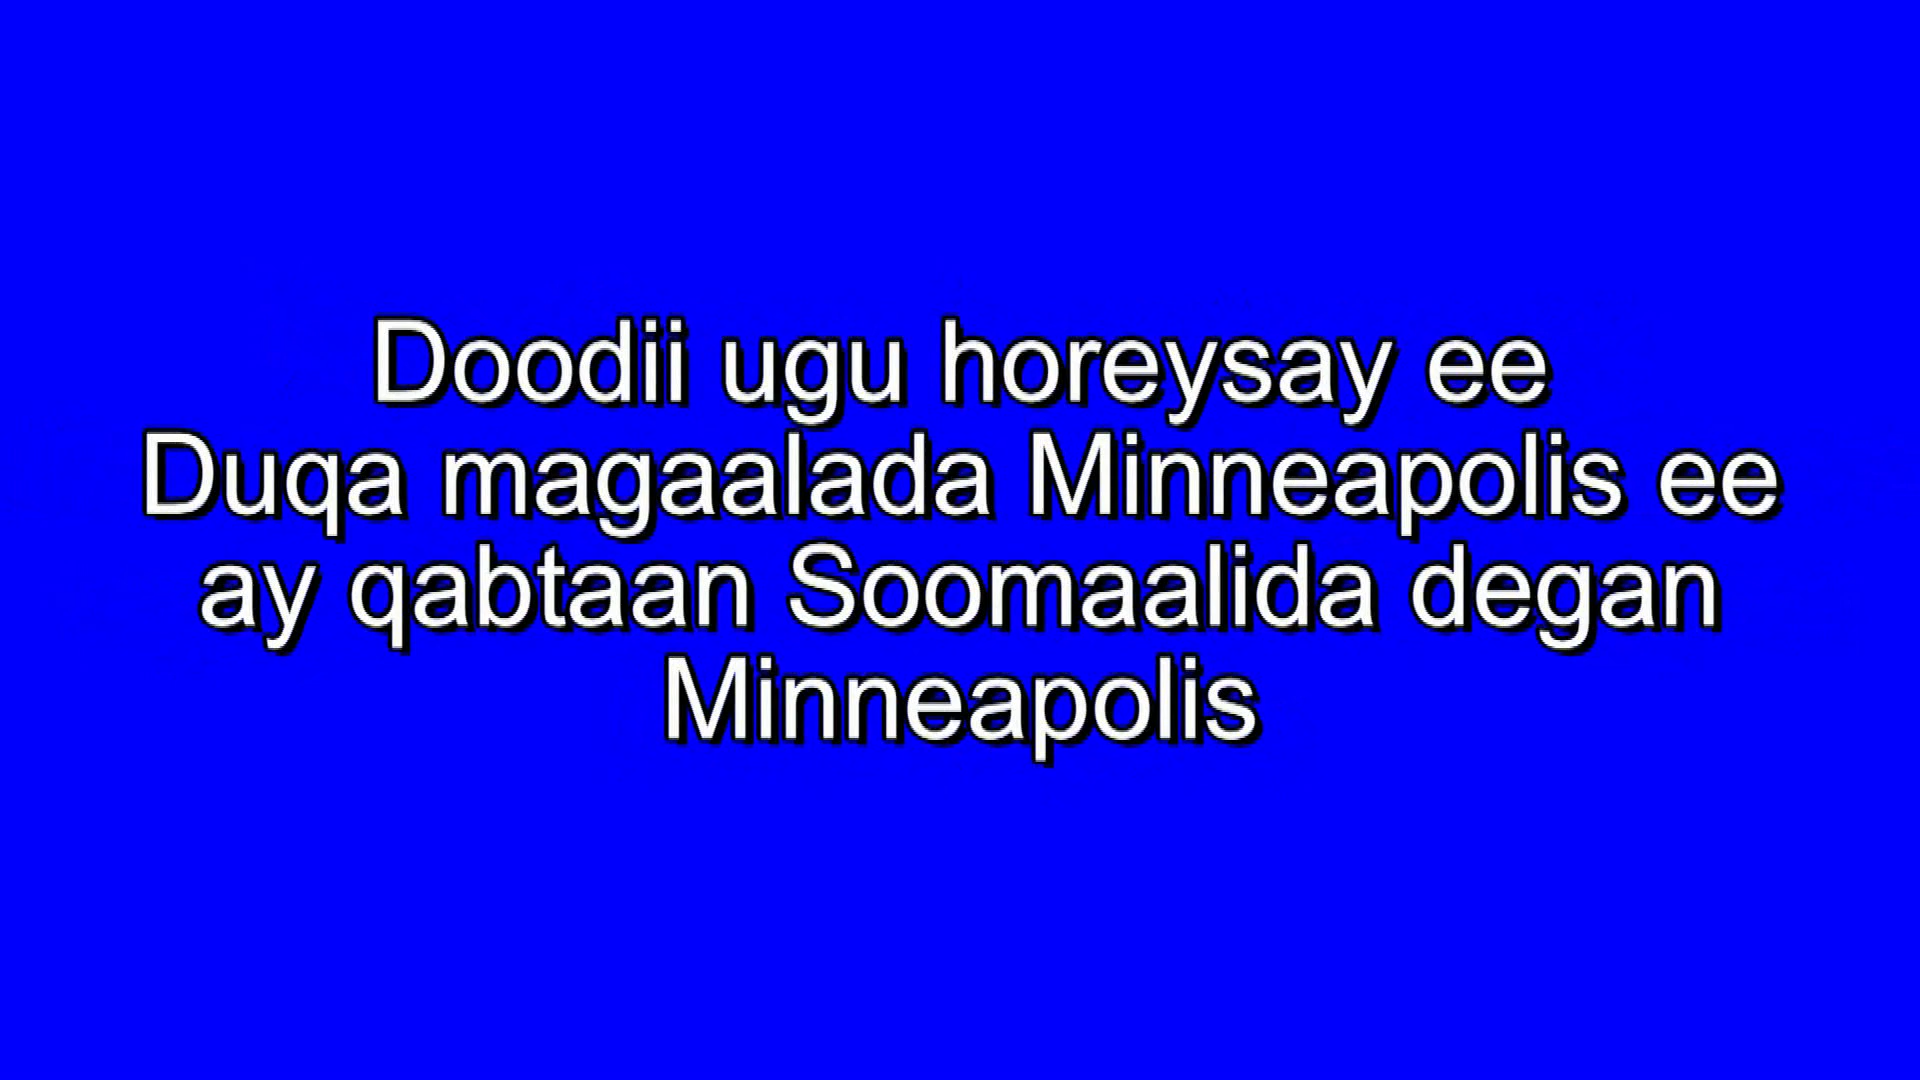 Doodii ugu horeysay ee
Duqa magaalada Minneapolis ee
ay qabtaan Soomaalida degan
Minneapolis